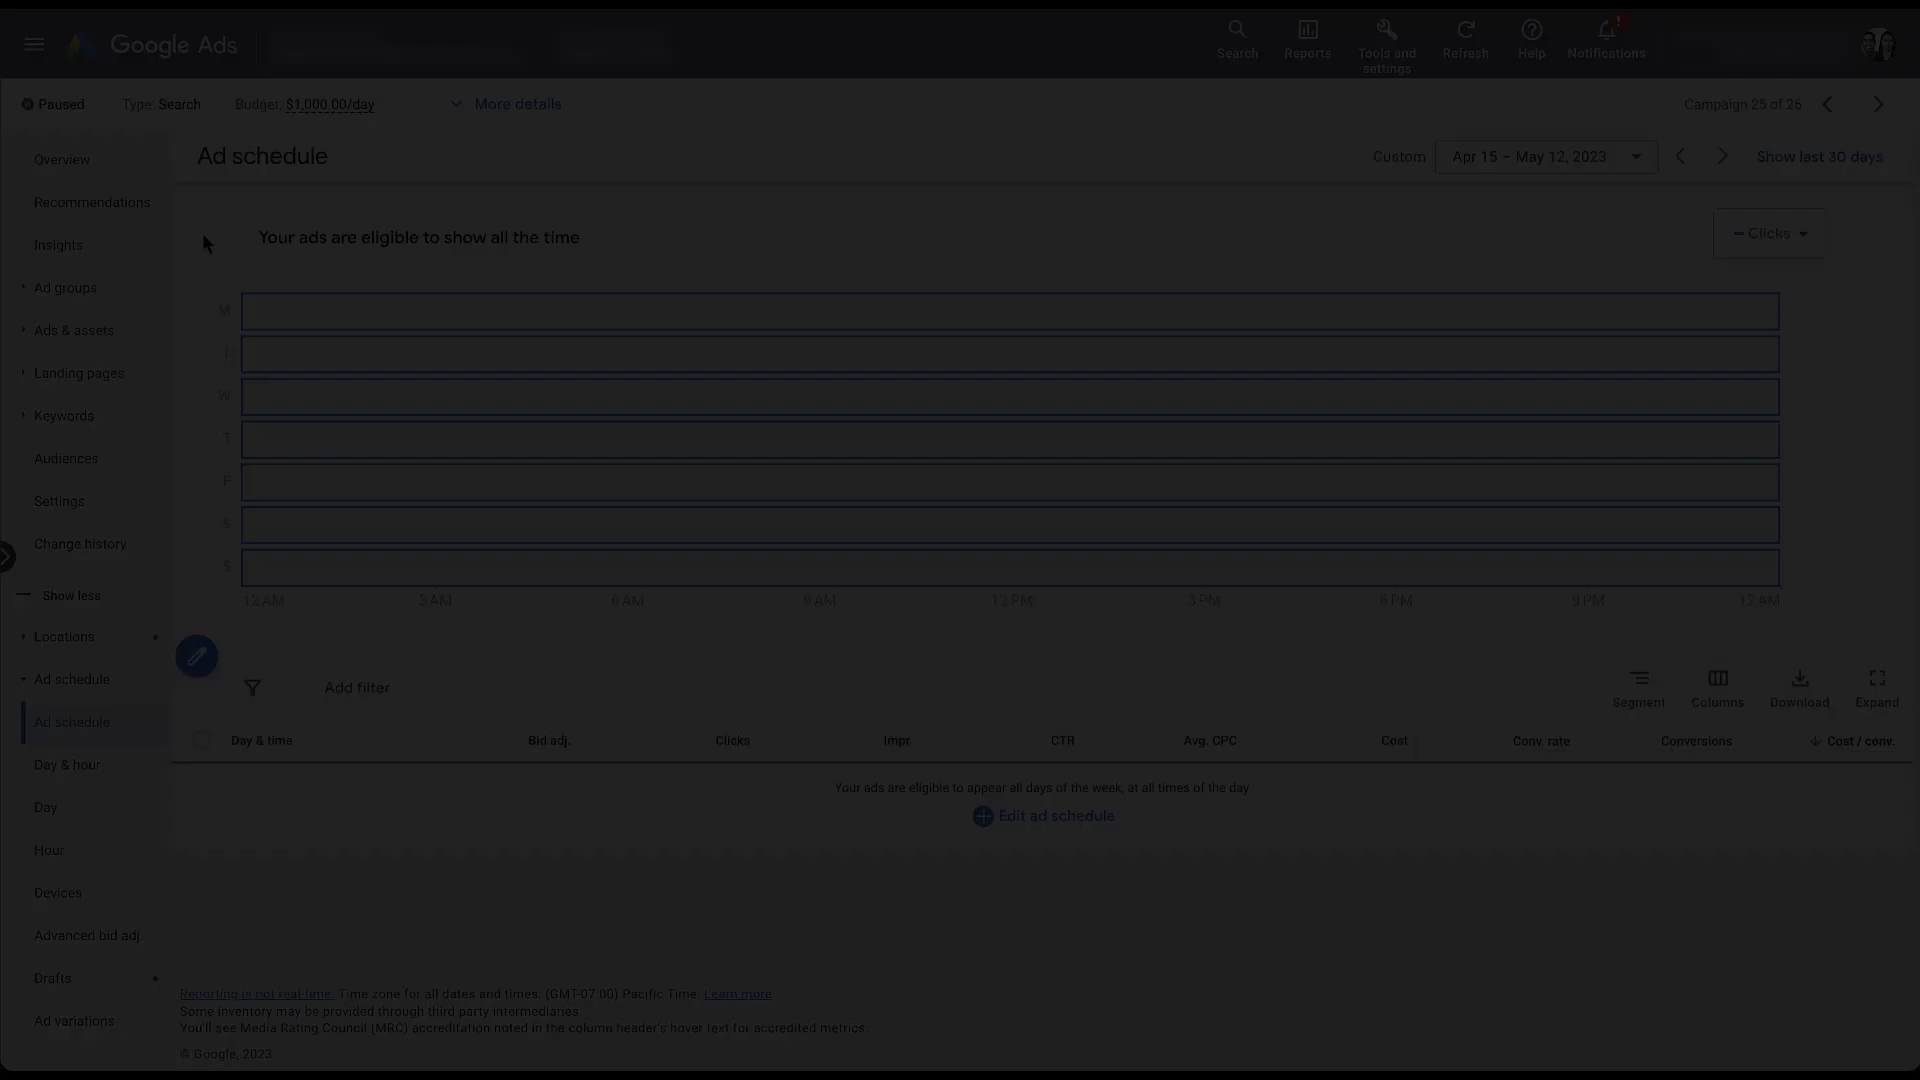 Google Ads
Search
Reports
Tools and
settings
Refresh
Help
!
Notifications
Paused
Type: Search
Budget: $1,000.00/day
More details
Campaign 25 of 26
Ad schedule
Custom
Apr 15 – May 12, 2023
Show last 30 days
Overview
Recommendations
Insights
Ad groups
Ads & assets
Landing pages
Keywords
Audiences
Settings
Change history
Show less
Locations
Ad schedule
Ad schedule
Day & hour
Day
Hour
Devices
Advanced bid adj.
Drafts
Ad variations
Your ads are eligible to show all the time
Clicks
M
T
W
T
F
S
S
12 AM
3 AM
6 AM
9 AM
12 PM
3 PM
6 PM
9 PM
12 AM
Add filter
Segment
Columns
Download
Expand
Day & time
Bid adj.
Clicks
Impr.
CTR
Avg. CPC
Cost
Conv. rate
Conversions
Cost / conv.
Your ads are eligible to appear all days of the week, at all times of the day
Edit ad schedule
Reporting is not real-time. Time zone for all dates and times: (GMT-07:00) Pacific Time. Learn more
Some inventory may be provided through third party intermediaries.
You'll see Media Rating Council (MRC) accreditation noted in the column header's hover text for accredited metrics.
© Google, 2023